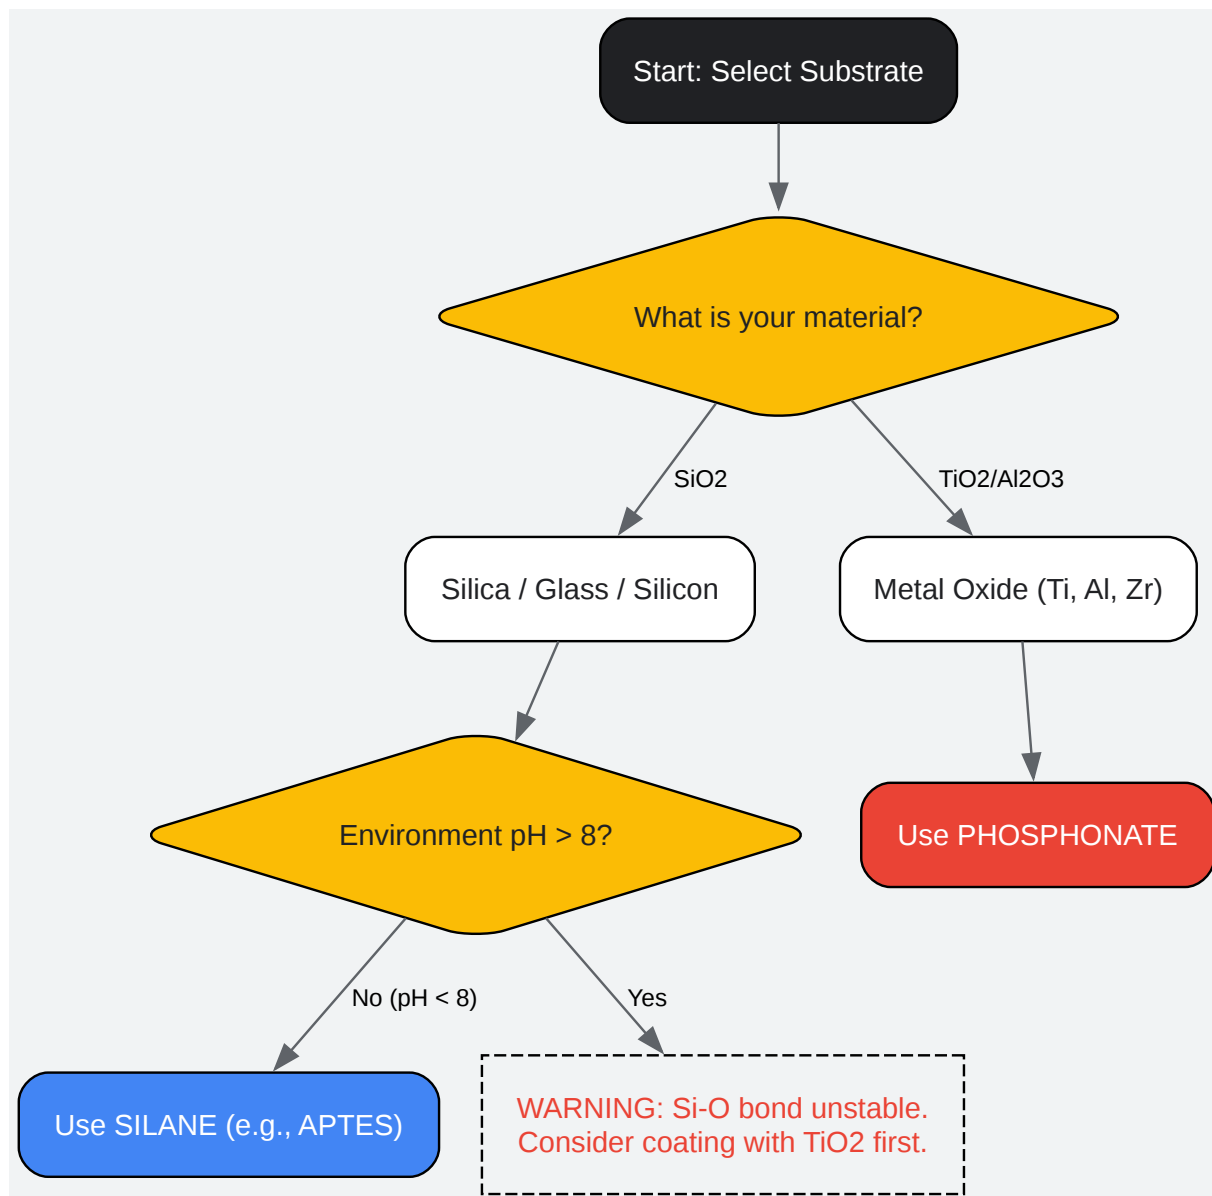 Start: Select Substrate
What is your material?
SiO2
TiO2/Al2O3
Silica / Glass / Silicon
Metal Oxide (Ti, Al, Zr)
Environment pH > 8?
Use PHOSPHONATE
No (pH < 8)
Yes
Use SILANE (e.g., APTES)
WARNING: Si-O bond unstable.
Consider coating with TiO2 first.